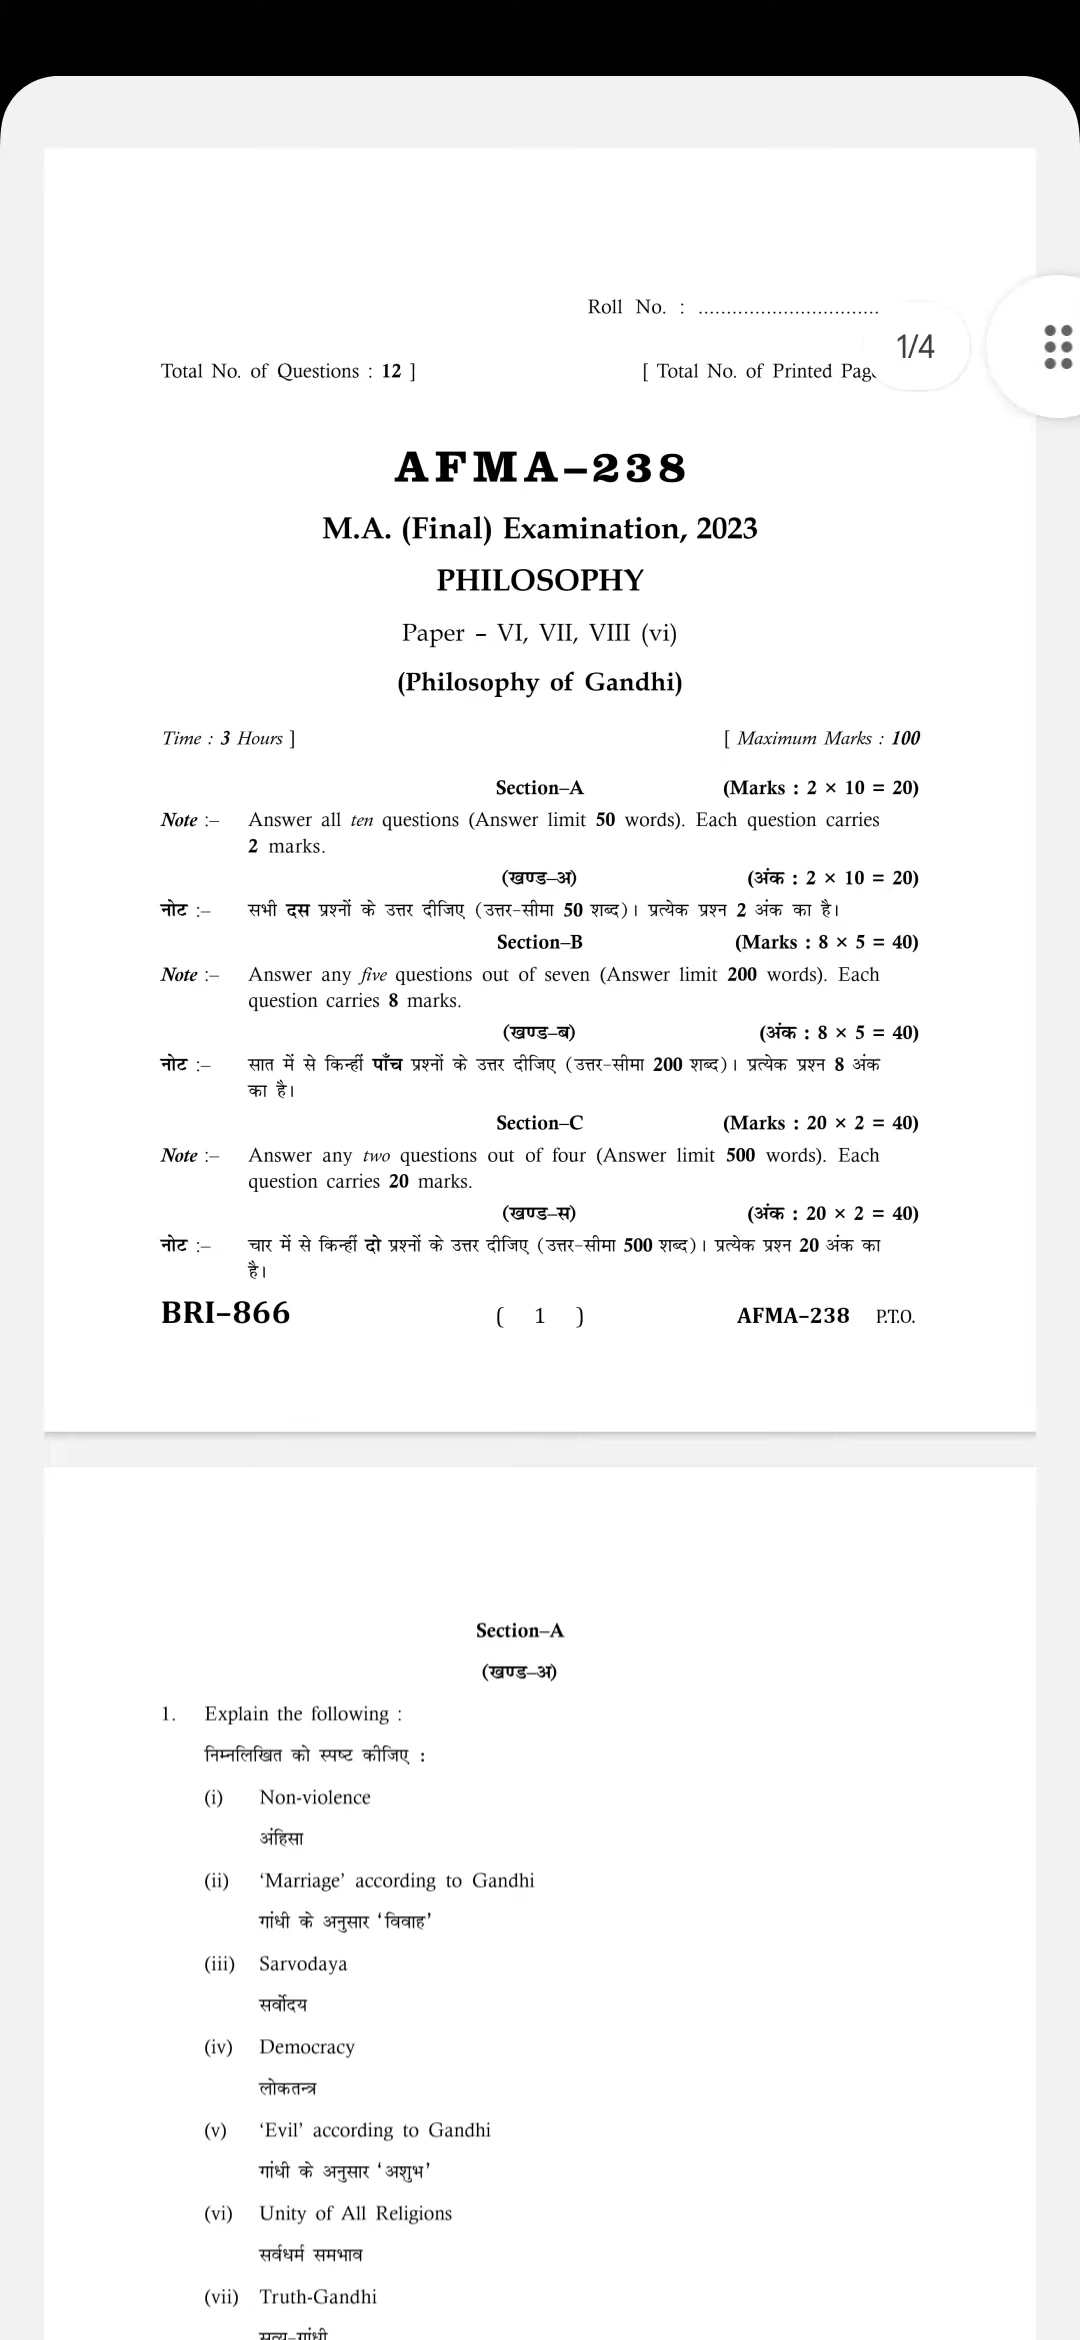 Roll No. : ................................
1/4
Total No. of Questions : 12 ]
[ Total No. of Printed
AFMA–238
M.A. (Final) Examination, 2023
PHILOSOPHY
Paper – VI, VII, VIII (vi)
(Philosophy of Gandhi)
Time : 3 Hours ]
[ Maximum Marks : 100
Section–A (Marks : 2 × 10 = 20)
Note :– Answer all ten questions (Answer limit 50 words). Each question carries
2 marks.
(खण्ड–अ) (अंक : 2 × 10 = 20)
नोट :– सभी दस प्रश्नों के उत्तर दीजिए (उत्तर-सीमा 50 शब्द)। प्रत्येक प्रश्न 2 अंक का है।
Section–B (Marks : 8 × 5 = 40)
Note :– Answer any five questions out of seven (Answer limit 200 words). Each
question carries 8 marks.
(खण्ड–ब) (अंक : 8 × 5 = 40)
नोट :– सात में से किन्हीं पाँच प्रश्नों के उत्तर दीजिए (उत्तर-सीमा 200 शब्द)। प्रत्येक प्रश्न 8 अंक
का है।
Section–C (Marks : 20 × 2 = 40)
Note :– Answer any two questions out of four (Answer limit 500 words). Each
question carries 20 marks.
(खण्ड–स) (अंक : 20 × 2 = 40)
नोट :– चार में से किन्हीं दो प्रश्नों के उत्तर दीजिए (उत्तर-सीमा 500 शब्द)। प्रत्येक प्रश्न 20 अंक का
है।
BRI–866 ( 1 ) AFMA–238 P.T.O.
Section–A
(खण्ड–अ)
1. Explain the following :
निम्नलिखित को स्पष्ट कीजिए :
(i) Non-violence
अंहिसा
(ii) ‘Marriage’ according to Gandhi
गांधी के अनुसार ‘विवाह’
(iii) Sarvodaya
सर्वोदय
(iv) Democracy
लोकतन्त्र
(v) ‘Evil’ according to Gandhi
गांधी के अनुसार ‘अशुभ’
(vi) Unity of All Religions
सर्वधर्म समभाव
(vii) Truth-Gandhi
सत्य-गांधी